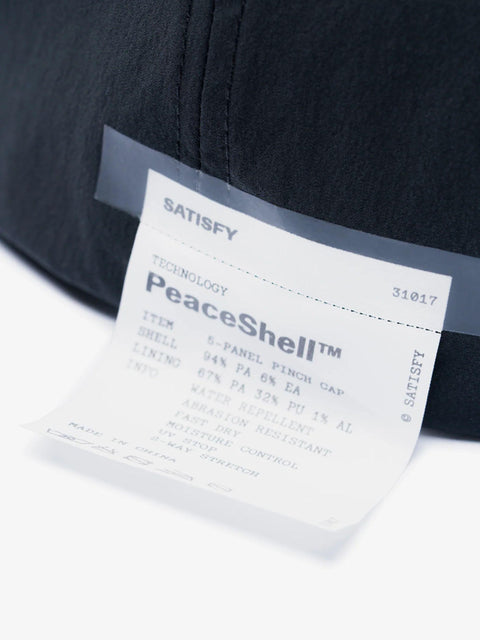 SATISFY
31017
TECHNOLOGY
PeaceShell™
ITEM 5-PANEL PINCH CAP
SHELL 94% PA 6% EA
LINING 67% PA 32% PU 1% AL
INFO WATER REPELLENT
ABRASION RESISTANT
FAST DRY
MOISTURE CONTROL
UV STOP
2-WAY STRETCH
MADE IN CHINA
© SATISFY